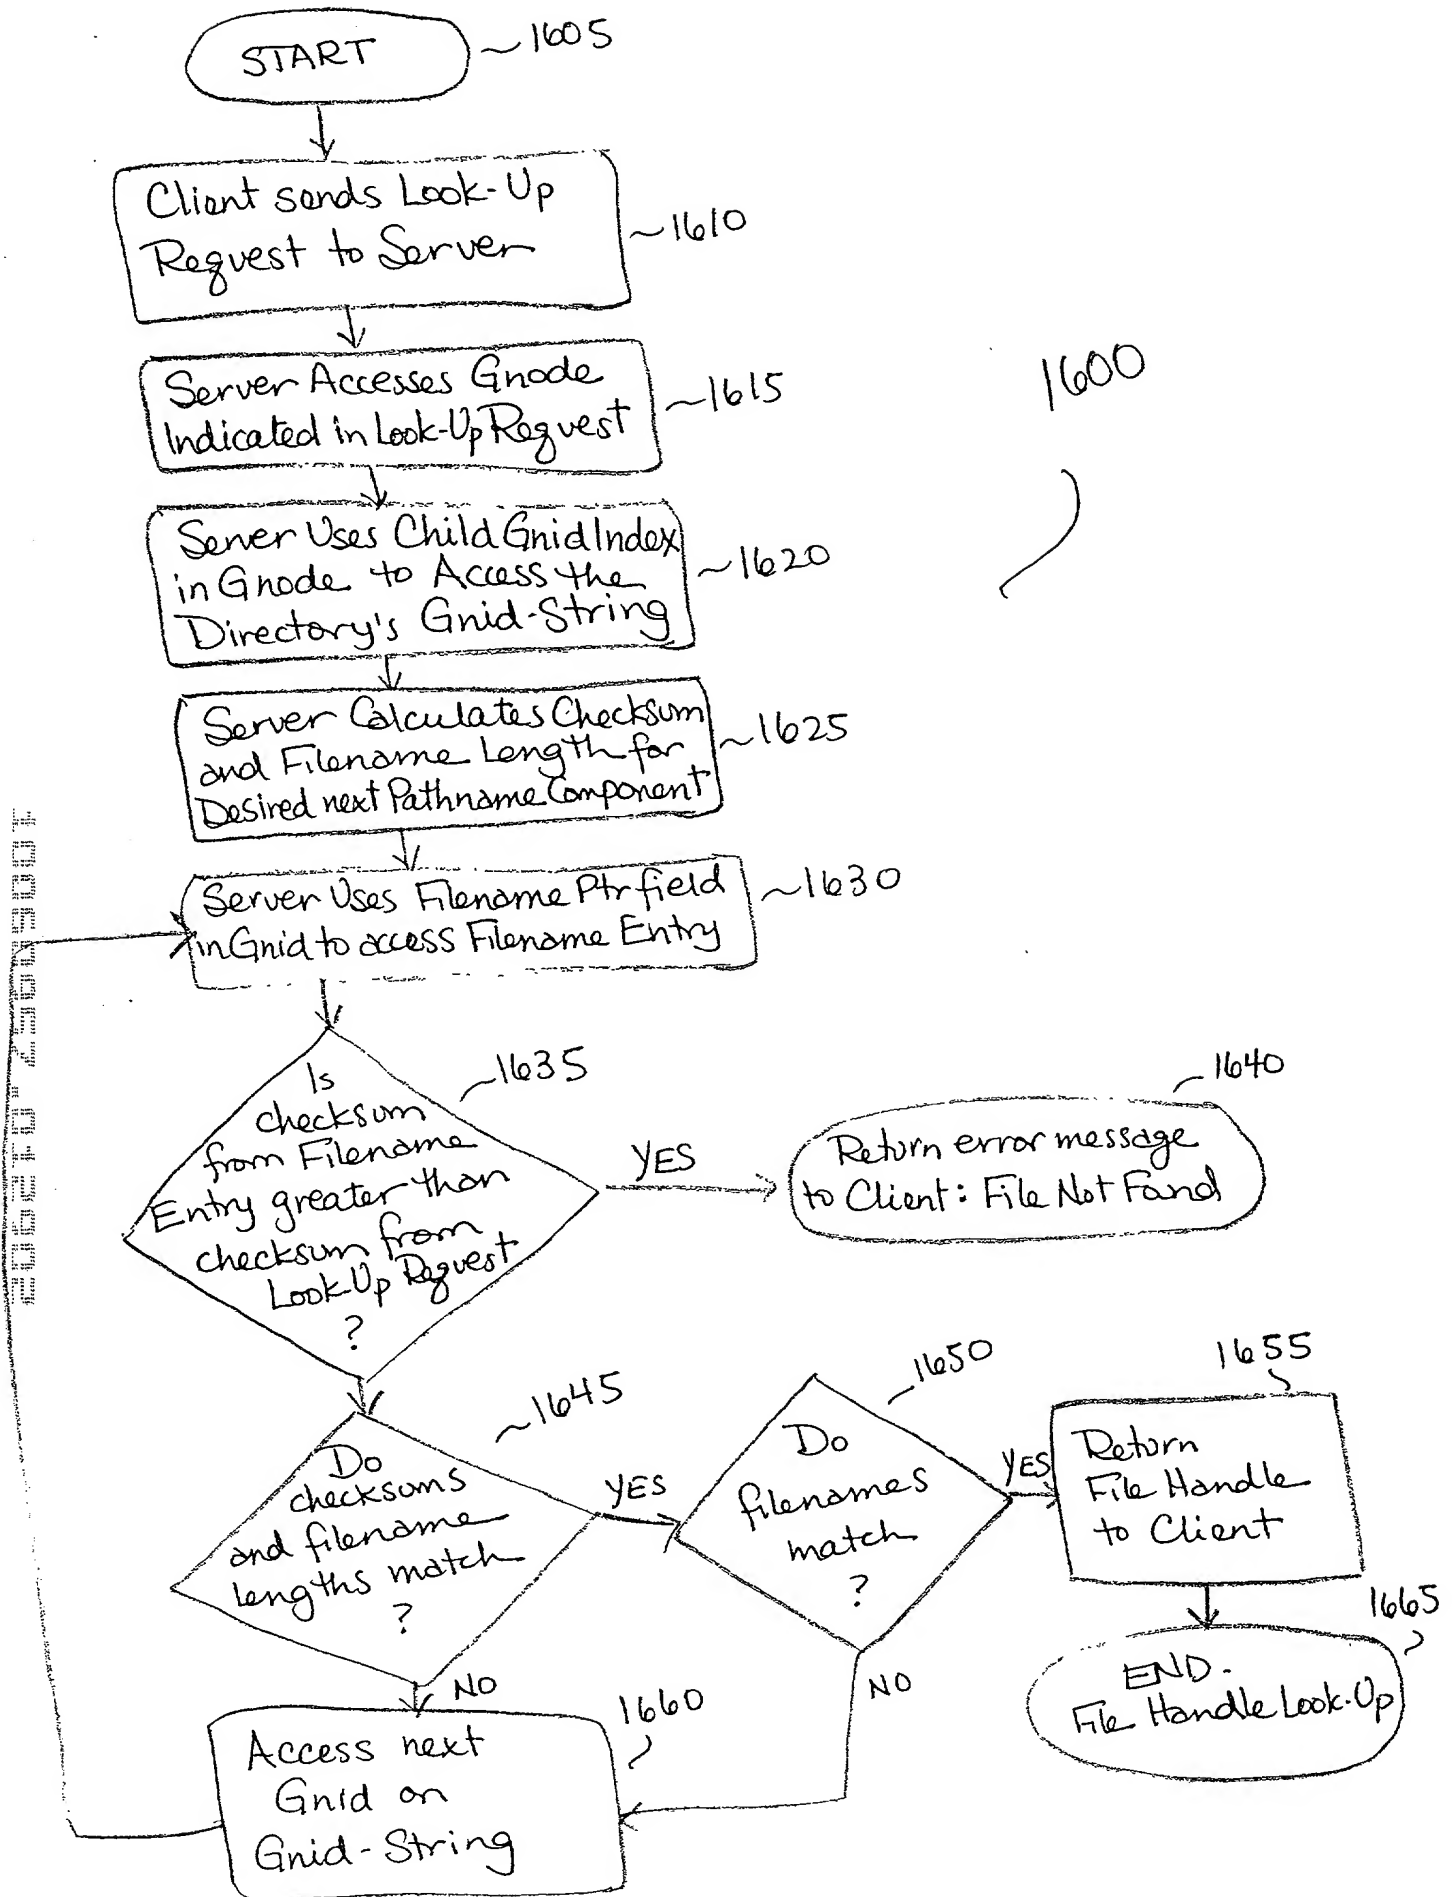 START
1605
Client sends Look-Up
Request to Server
1610
Server Accesses Gnode
Indicated in Look-Up Request
1615
1600
Server Uses Child Gnid Index
in Gnode to Access the
Directory's Gnid-String
1620
Server Calculates Checksum
and Filename Length for
Desired next Pathname Component
1625
Server Uses Filename Ptr field
in Gnid to access Filename Entry
1630
Is
checksum
from Filename
Entry greater than
checksum from
Look-Up Request
?
1635
YES
1640
Return error message
to Client: File Not Found
Do
checksums
and filename
lengths match
?
1645
YES
NO
1650
Do
filenames
match
?
YES
NO
1655
Return
File Handle
to Client
1665
END.
File Handle Look-Up
1660
Access next
Gnid on
Gnid-String